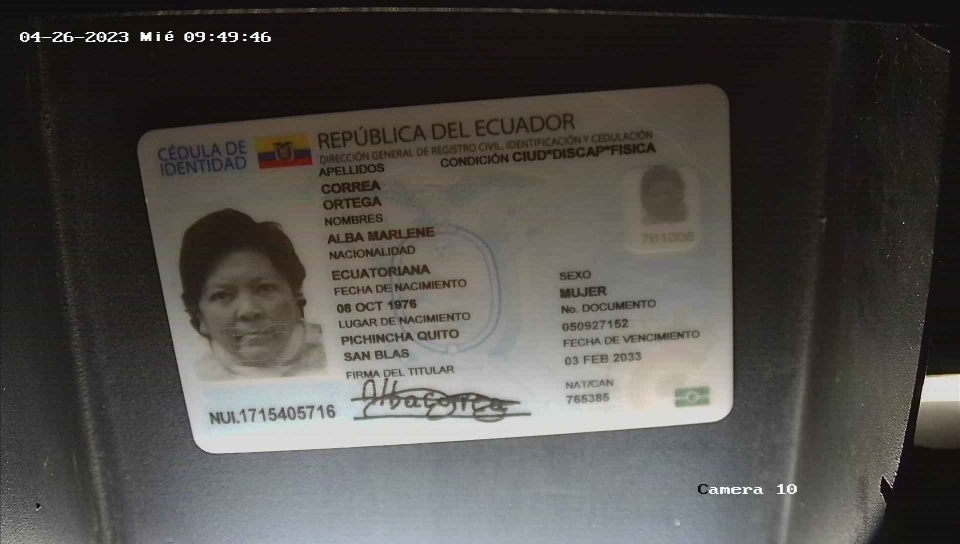 04-26-2023 Mié 09:49:46
CÉDULA DE
IDENTIDAD
REPÚBLICA DEL ECUADOR
DIRECCIÓN GENERAL DE REGISTRO CIVIL, IDENTIFICACIÓN Y CEDULACIÓN
APELLIDOS
CONDICIÓN CIUD*DISCAP*FISICA
CORREA
ORTEGA
NOMBRES
ALBA MARLENE
NACIONALIDAD
ECUATORIANA
FECHA DE NACIMIENTO
08 OCT 1976
LUGAR DE NACIMIENTO
PICHINCHA QUITO
SAN BLAS
FIRMA DEL TITULAR
Albacorrea
NUI.1715405716
761008
SEXO
MUJER
No. DOCUMENTO
050927152
FECHA DE VENCIMIENTO
03 FEB 2033
NAT/CAN
765385
Camera 10